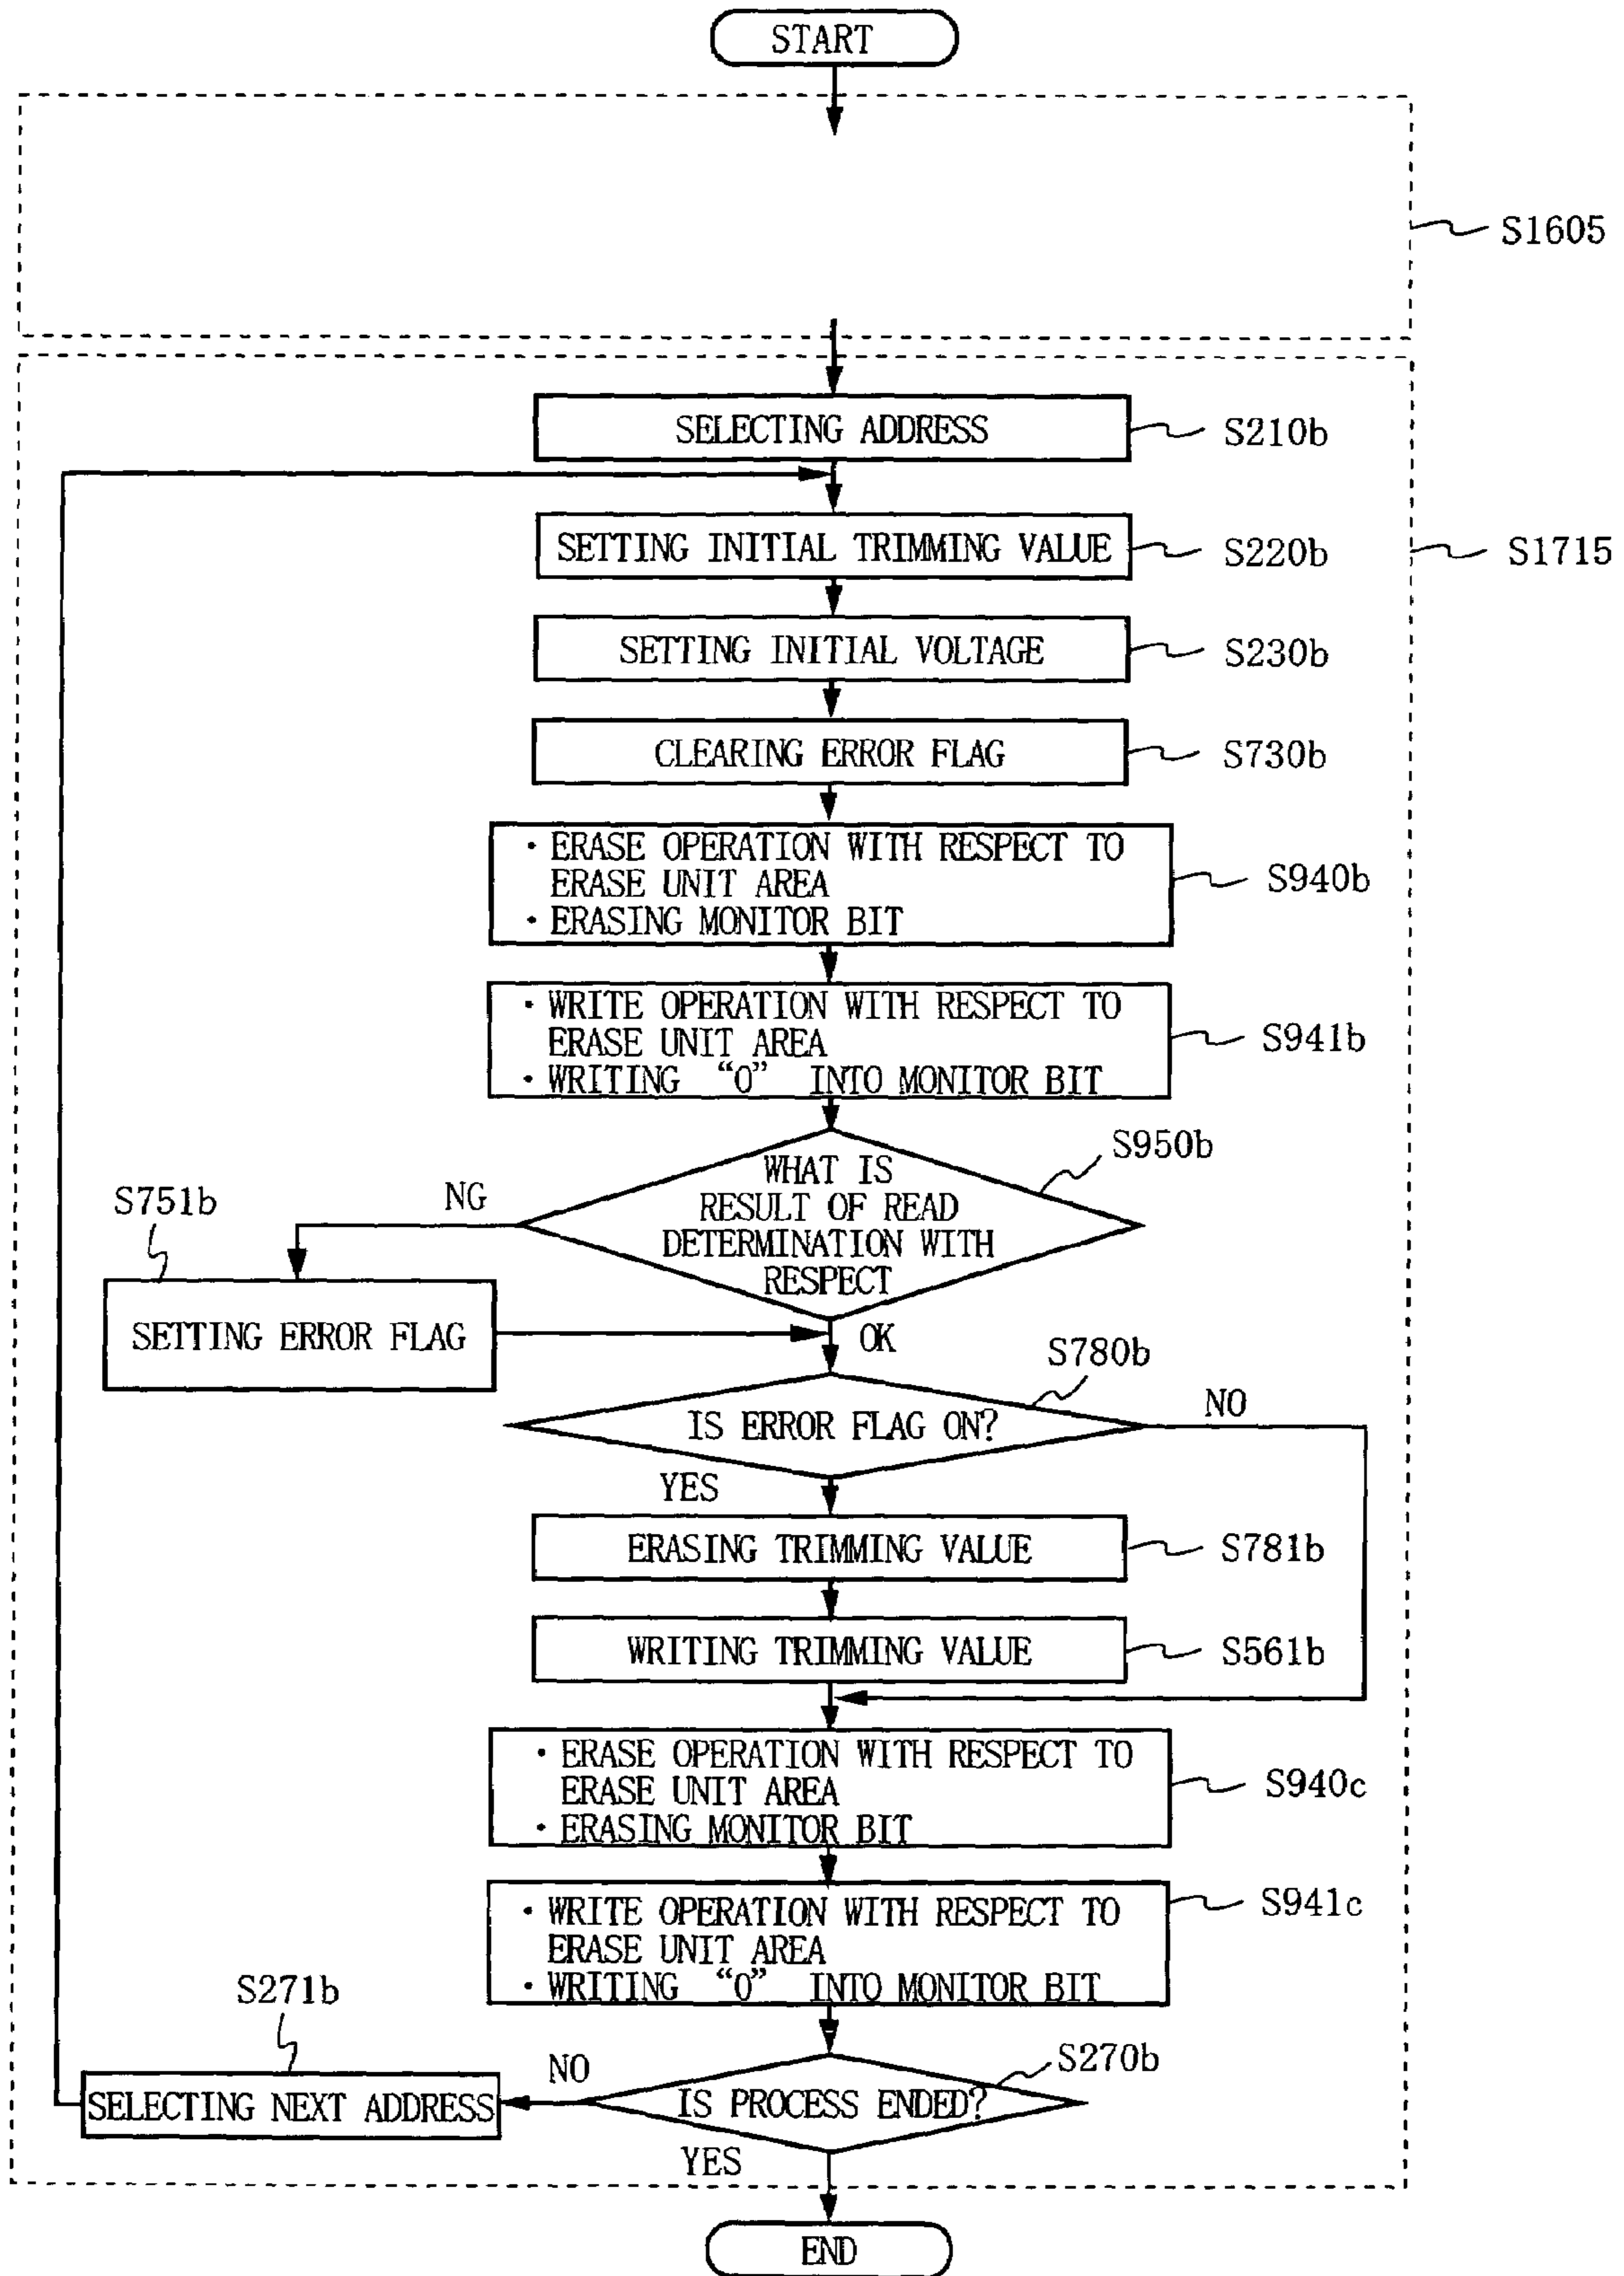 START
S1605
SELECTING ADDRESS
S210b
SETTING INITIAL TRIMMING VALUE
S220b
S1715
SETTING INITIAL VOLTAGE
S230b
CLEARING ERROR FLAG
S730b
・ERASE OPERATION WITH RESPECT TO
ERASE UNIT AREA
・ERASING MONITOR BIT
S940b
・WRITE OPERATION WITH RESPECT TO
ERASE UNIT AREA
・WRITING “0” INTO MONITOR BIT
S941b
S950b
WHAT IS
RESULT OF READ
DETERMINATION WITH
RESPECT
NG
S751b
SETTING ERROR FLAG
OK
S780b
IS ERROR FLAG ON?
NO
YES
ERASING TRIMMING VALUE
S781b
WRITING TRIMMING VALUE
S561b
・ERASE OPERATION WITH RESPECT TO
ERASE UNIT AREA
・ERASING MONITOR BIT
S940c
・WRITE OPERATION WITH RESPECT TO
ERASE UNIT AREA
・WRITING “0” INTO MONITOR BIT
S941c
S271b
SELECTING NEXT ADDRESS
NO
S270b
IS PROCESS ENDED?
YES
END